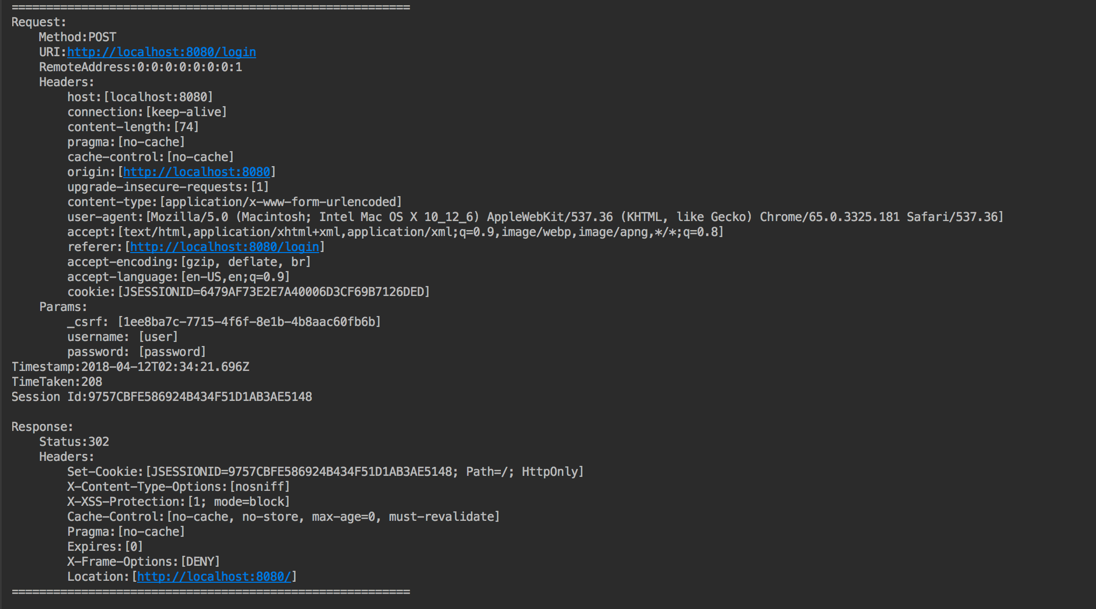 =========================================================
Request:
    Method:POST
    URI:http://localhost:8080/login
    RemoteAddress:0:0:0:0:0:0:0:1
    Headers:
        host:[localhost:8080]
        connection:[keep-alive]
        content-length:[74]
        pragma:[no-cache]
        cache-control:[no-cache]
        origin:[http://localhost:8080]
        upgrade-insecure-requests:[1]
        content-type:[application/x-www-form-urlencoded]
        user-agent:[Mozilla/5.0 (Macintosh; Intel Mac OS X 10_12_6) AppleWebKit/537.36 (KHTML, like Gecko) Chrome/65.0.3325.181 Safari/537.36]
        accept:[text/html,application/xhtml+xml,application/xml;q=0.9,image/webp,image/apng,*/*;q=0.8]
        referer:[http://localhost:8080/login]
        accept-encoding:[gzip, deflate, br]
        accept-language:[en-US,en;q=0.9]
        cookie:[JSESSIONID=6479AF73E2E7A40006D3CF69B7126DED]
    Params:
        _csrf: [1ee8ba7c-7715-4f6f-8e1b-4b8aac60fb6b]
        username: [user]
        password: [password]
Timestamp:2018-04-12T02:34:21.696Z
TimeTaken:208
Session Id:9757CBFE586924B434F51D1AB3AE5148

Response:
    Status:302
    Headers:
        Set-Cookie:[JSESSIONID=9757CBFE586924B434F51D1AB3AE5148; Path=/; HttpOnly]
        X-Content-Type-Options:[nosniff]
        X-XSS-Protection:[1; mode=block]
        Cache-Control:[no-cache, no-store, max-age=0, must-revalidate]
        Pragma:[no-cache]
        Expires:[0]
        X-Frame-Options:[DENY]
        Location:[http://localhost:8080/]
=========================================================